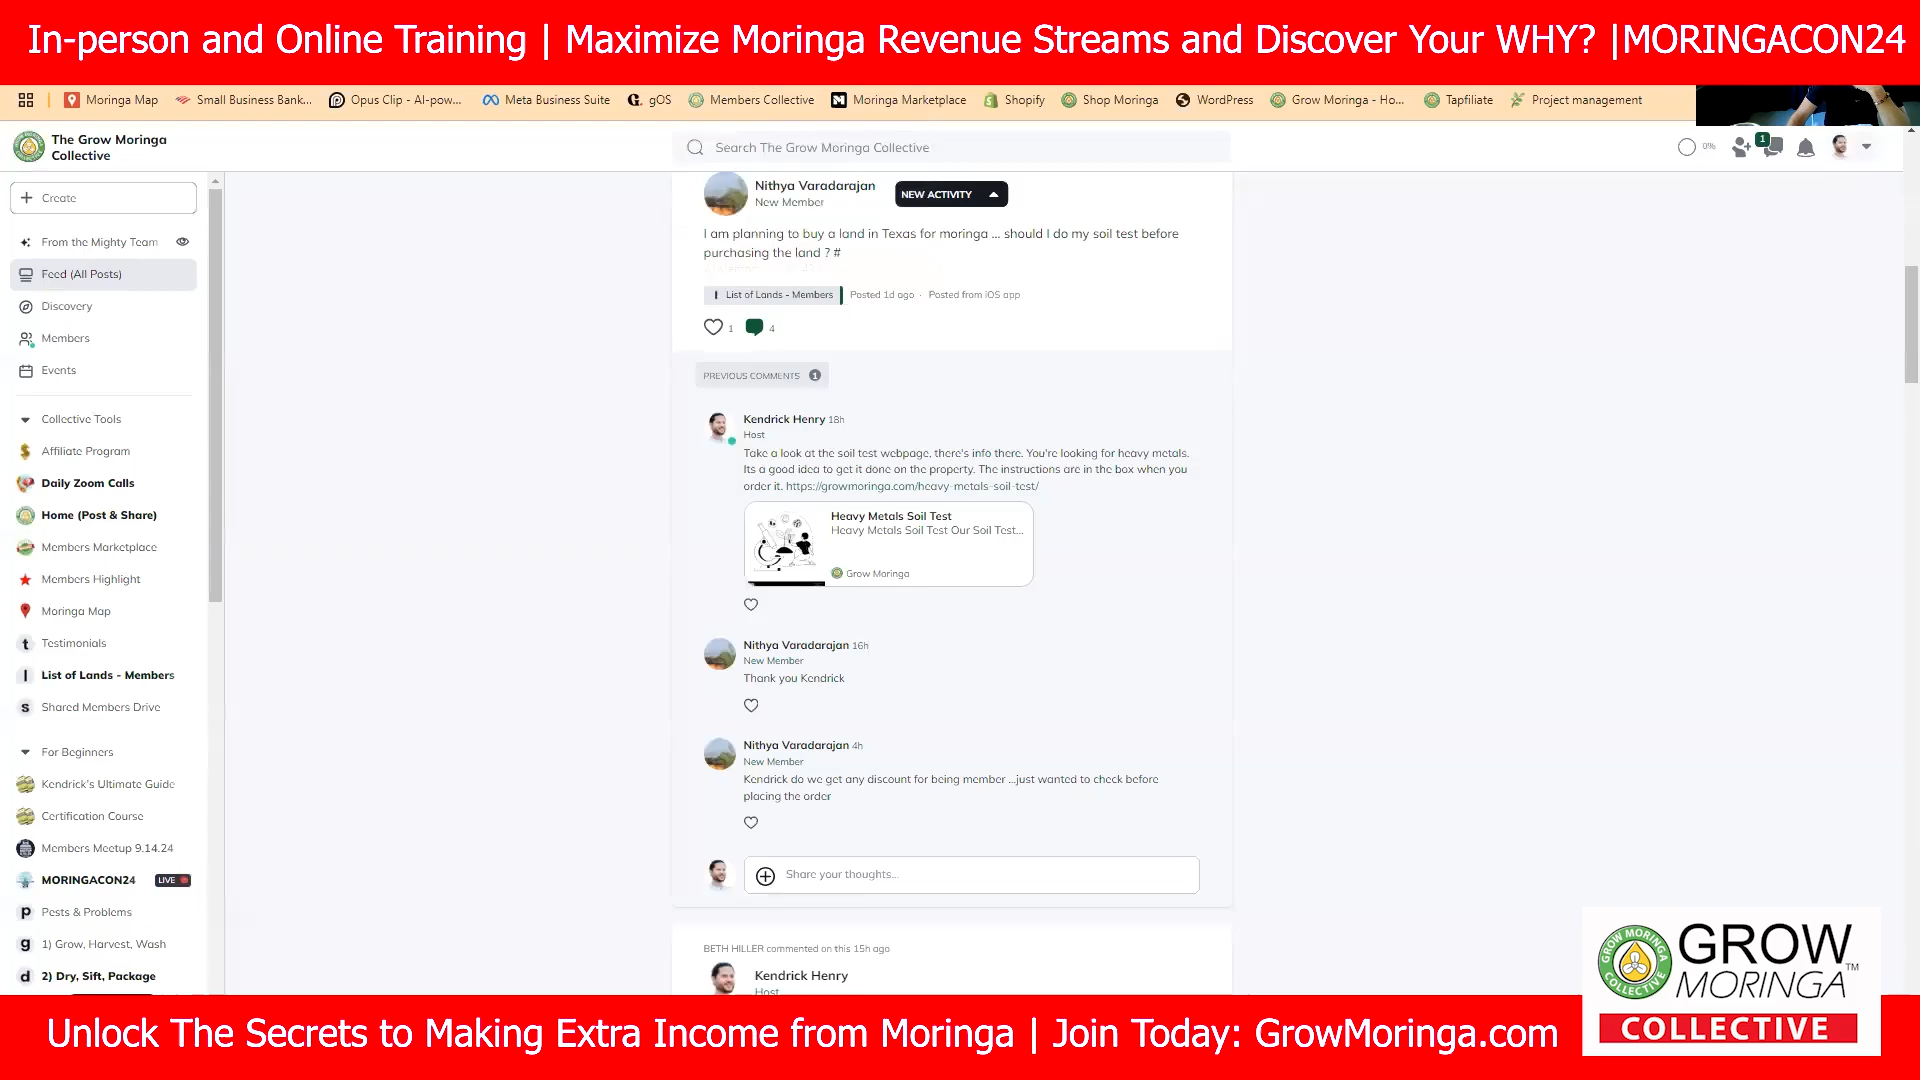 In-person and Online Training | Maximize Moringa Revenue Streams and Discover Your WHY? |MORINGACON24
Moringa Map
Small Business Bank...
Opus Clip - AI-pow...
Meta Business Suite
gOS
Members Collective
Moringa Marketplace
Shopify
Shop Moringa
WordPress
Grow Moringa - Ho...
Tapfiliate
Project management
The Grow Moringa
Collective
Search The Grow Moringa Collective
0%
1
Create
From the Mighty Team
Feed (All Posts)
Discovery
Members
Events
Collective Tools
Affiliate Program
Daily Zoom Calls
Home (Post & Share)
Members Marketplace
Members Highlight
Moringa Map
Testimonials
List of Lands - Members
Shared Members Drive
For Beginners
Kendrick's Ultimate Guide
Certification Course
Members Meetup 9.14.24
MORINGACON24 LIVE
Pests & Problems
1) Grow, Harvest, Wash
2) Dry, Sift, Package
Nithya Varadarajan
New Member
NEW ACTIVITY
I am planning to buy a land in Texas for moringa ... should I do my soil test before
purchasing the land ? #
List of Lands - Members Posted 1d ago · Posted from iOS app
1 4
PREVIOUS COMMENTS 1
Kendrick Henry 18h
Host
Take a look at the soil test webpage, there's info there. You're looking for heavy metals.
Its a good idea to get it done on the property. The instructions are in the box when you
order it. https://growmoringa.com/heavy-metals-soil-test/
Heavy Metals Soil Test
Heavy Metals Soil Test Our Soil Test...
Grow Moringa
Nithya Varadarajan 16h
New Member
Thank you Kendrick
Nithya Varadarajan 4h
New Member
Kendrick do we get any discount for being member ...just wanted to check before
placing the order
Share your thoughts...
BETH HILLER commented on this 15h ago
Kendrick Henry
Host
GROW MORINGA
COLLECTIVE
GROW
MORINGA™
COLLECTIVE
Unlock The Secrets to Making Extra Income from Moringa | Join Today: GrowMoringa.com